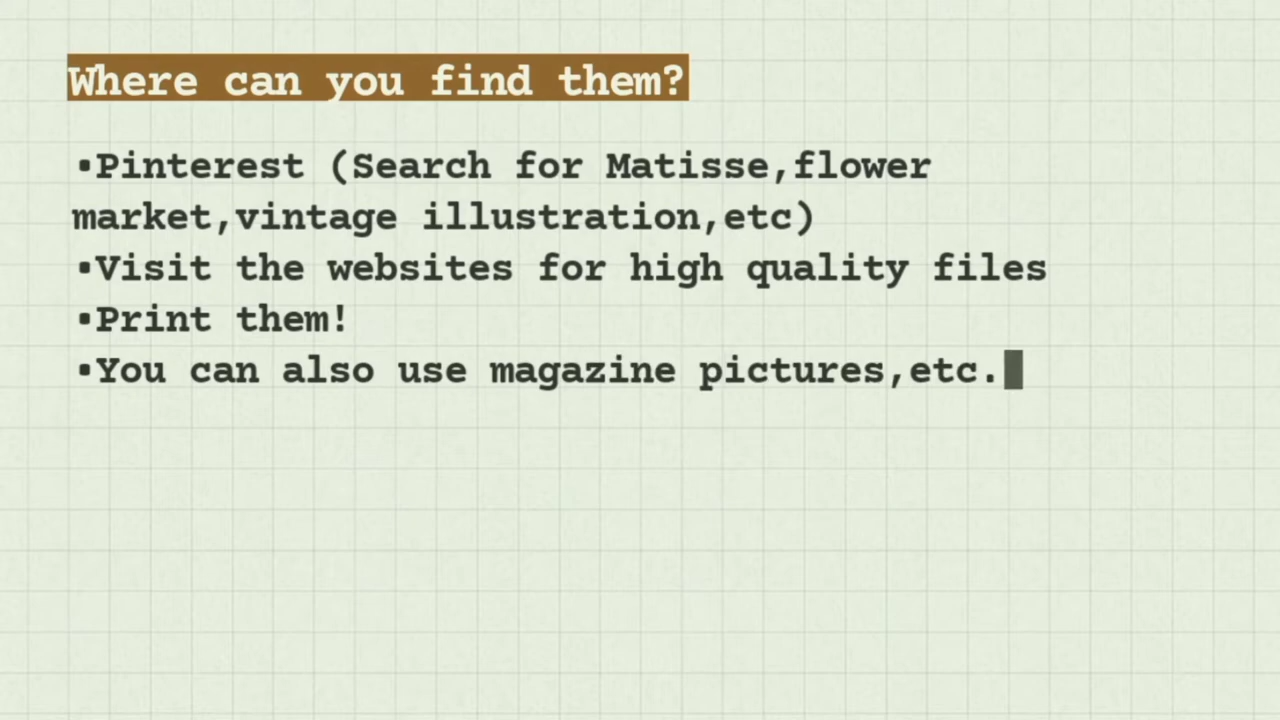 Where can you find them?
▪Pinterest (Search for Matisse,flower
market,vintage illustration,etc)
▪Visit the websites for high quality files
▪Print them!
▪You can also use magazine pictures,etc.